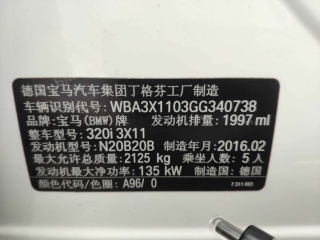 德国宝马汽车集团丁格芬工厂制造
车辆识别代号: WBA3X1103GG340738
品牌: 宝马(BMW)牌 发动机排量: 1997 ml
整车型号: 320i 3X11
发动机型号: N20B20B 制造年月: 2016.02
最大允许总质量: 2125 kg 乘坐人数: 5 人
发动机最大净功率: 135 kW 制造国: 德国
颜色代码/色圈: A96/ 0